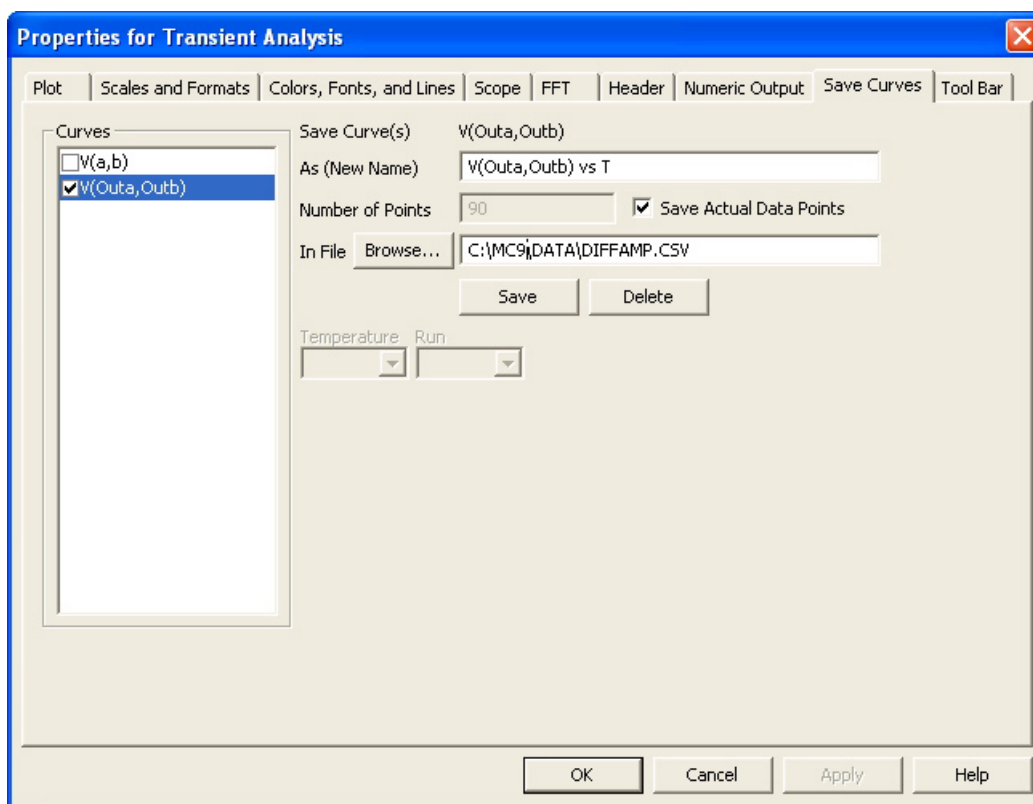 Properties for Transient Analysis
Plot Scales and Formats Colors, Fonts, and Lines Scope FFT Header Numeric Output Save Curves Tool Bar
Curves
V(a,b)
V(Outa,Outb)
Save Curve(s) V(Outa,Outb)
As (New Name) V(Outa,Outb) vs T
Number of Points 90 Save Actual Data Points
In File Browse... C:\MC9\DATA\DIFFAMP.CSV
Save Delete
Temperature Run
OK Cancel Apply Help